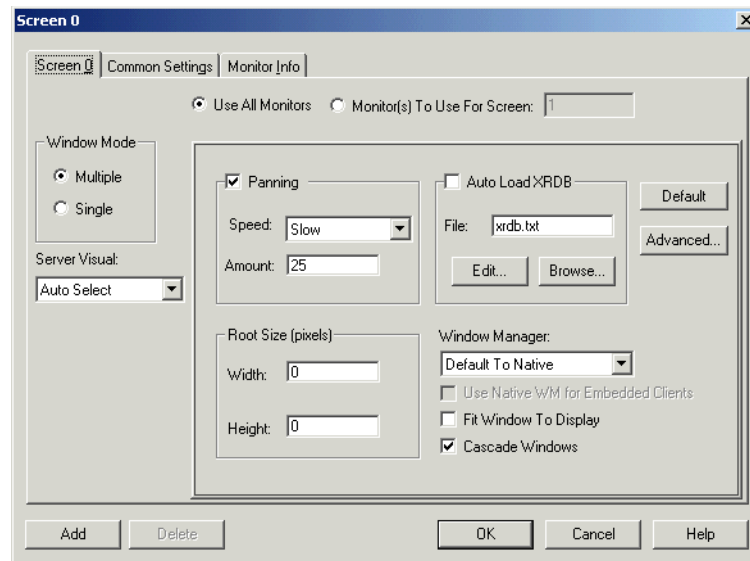 Screen 0
Screen 0 Common Settings Monitor Info
Use All Monitors Monitor(s) To Use For Screen: 1
Window Mode
Multiple
Single
Server Visual:
Auto Select
Panning
Speed: Slow
Amount: 25
Auto Load XRDB
File: xrdb.txt
Edit... Browse...
Default
Advanced...
Root Size (pixels)
Width: 0
Height: 0
Window Manager:
Default To Native
Use Native WM for Embedded Clients
Fit Window To Display
Cascade Windows
Add Delete OK Cancel Help